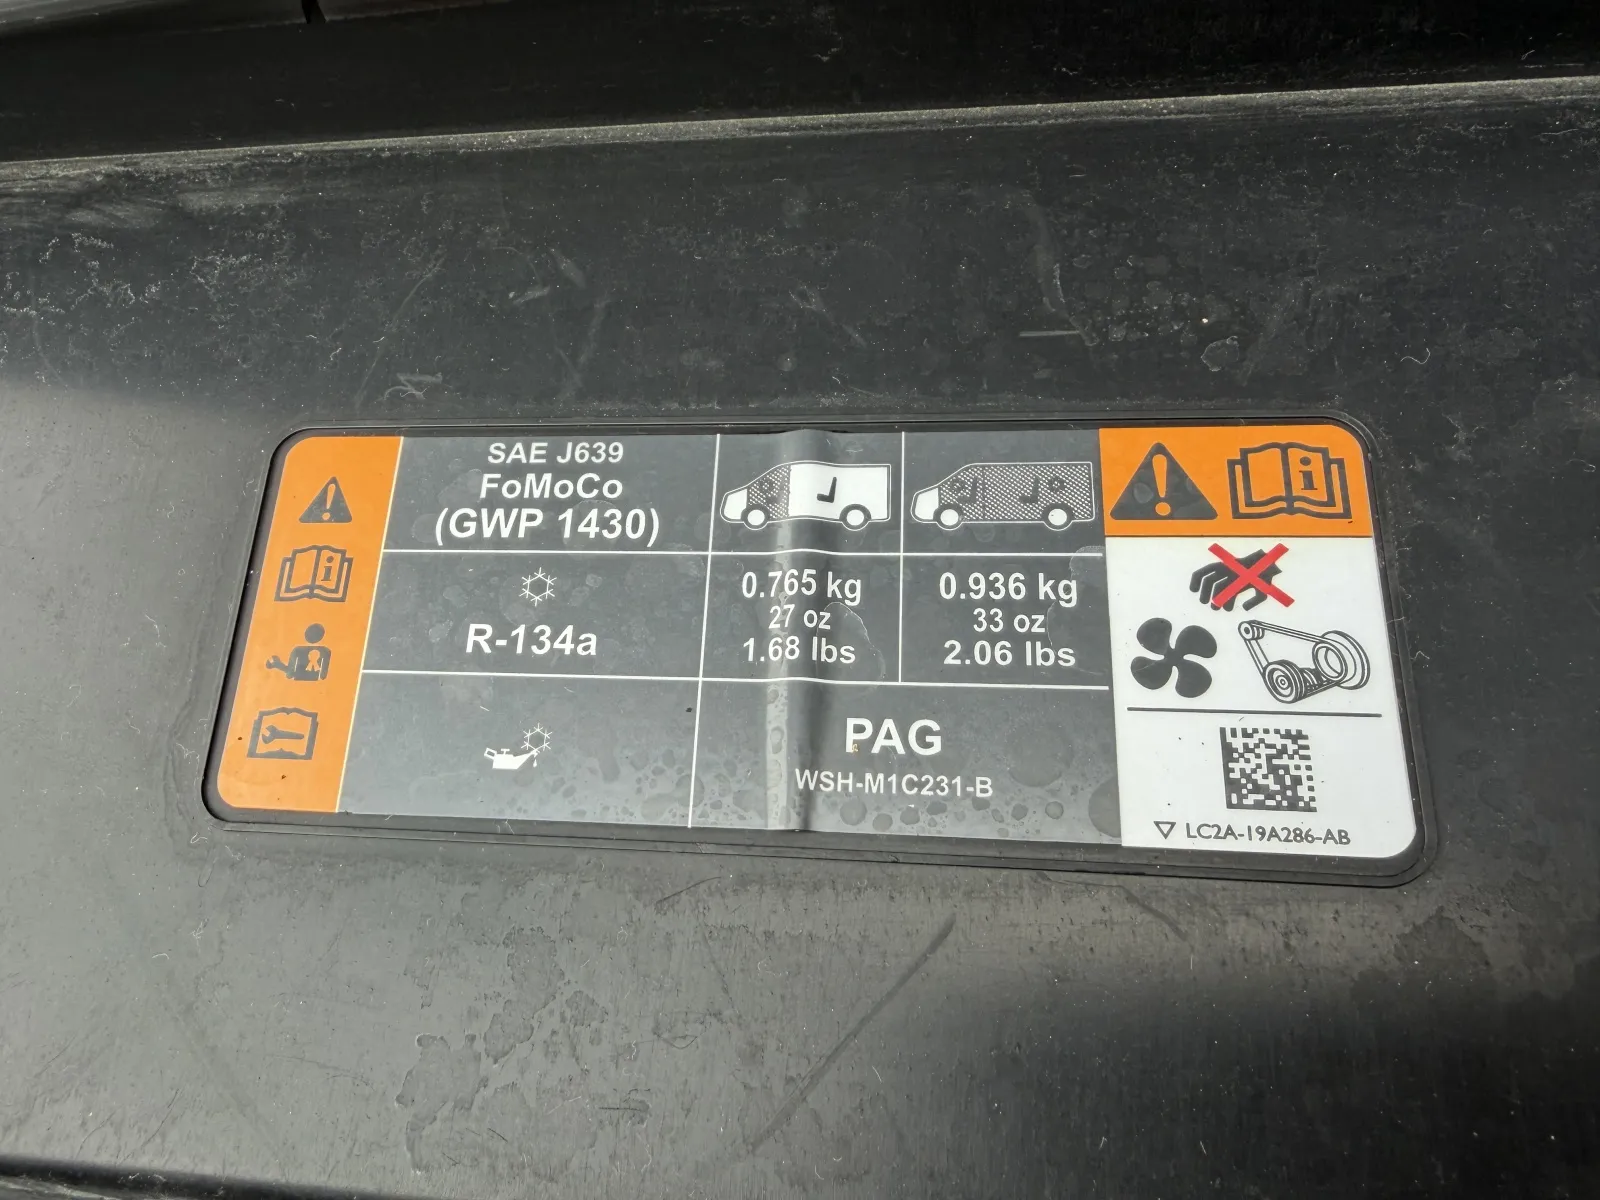 SAE J639
FoMoCo
(GWP 1430)
R-134a
0.765 kg
27 oz
1.68 lbs
0.936 kg
33 oz
2.06 lbs
PAG
WSH-M1C231-B
LC2A-19A286-AB